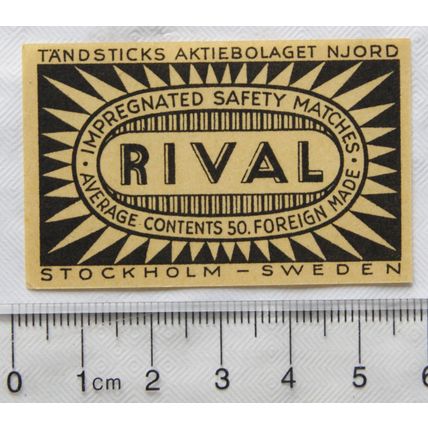 TÄNDSTICKS AKTIEBOLAGET NJORD
· IMPREGNATED SAFETY MATCHES ·
RIVAL
AVERAGE CONTENTS 50. FOREIGN MADE
STOCKHOLM – SWEDEN
0 1cm 2 3 4 5 6